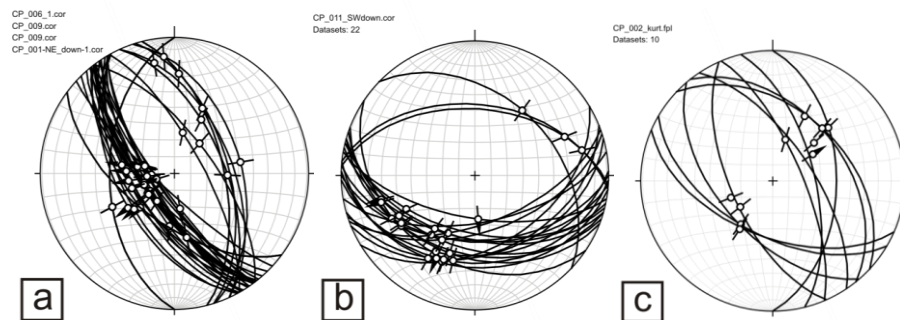 CP_006_1.cor
CP_009.cor
CP_009.cor
CP_001-NE_down-1.cor
CP_011_SWdown.cor
Datasets: 22
CP_002_kurt.fpl
Datasets: 10
a
b
c